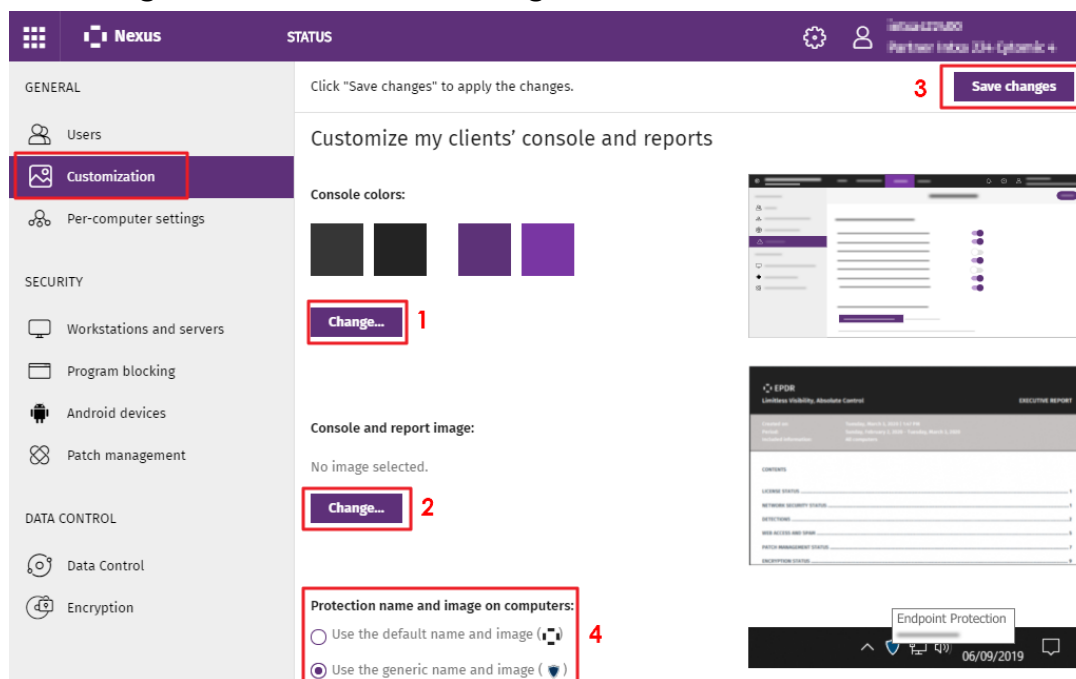 Nexus
STATUS
GENERAL
Users
Customization
Per-computer settings
SECURITY
Workstations and servers
Program blocking
Android devices
Patch management
DATA CONTROL
Data Control
Encryption
Click "Save changes" to apply the changes.
3
Save changes
Customize my clients’ console and reports
Console colors:
Change...
1
Console and report image:
No image selected.
Change...
2
Protection name and image on computers:
Use the default name and image ( )
4
Use the generic name and image ( )
EPDR
Limitless Visibility, Absolute Control
EXECUTIVE REPORT
CONTENTS
LICENSE STATUS 1
NETWORK SECURITY STATUS
DETECTIONS
WEB ACCESS AND SPAM
PATCH MANAGEMENT STATUS 7
ENCRYPTION STATUS
Endpoint Protection
06/09/2019